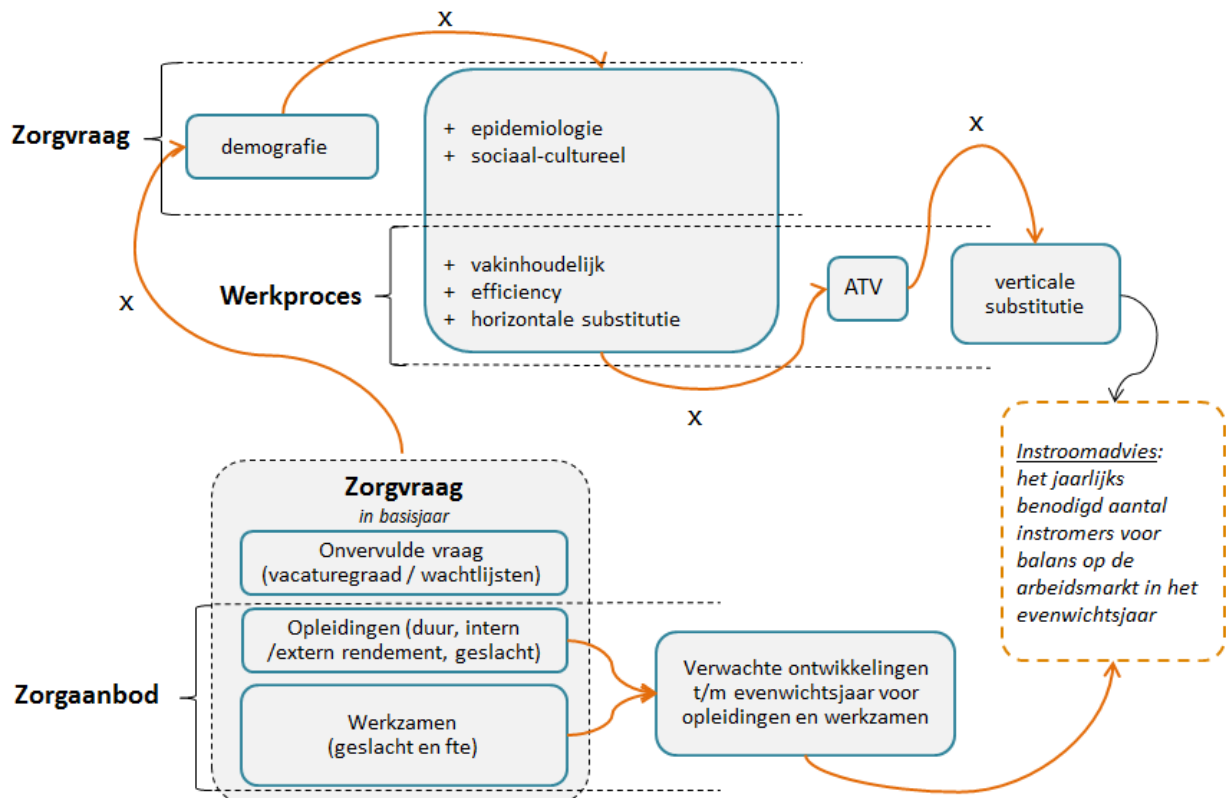 x
Zorgvraag
demografie
+ epidemiologie
+ sociaal-cultureel
x
Werkproces
+ vakinhoudelijk
+ efficiency
+ horizontale substitutie
ATV
verticale
substitutie
x
x
Instroomadvies:
het jaarlijks
benodigd aantal
instromers voor
balans op de
arbeidsmarkt in het
evenwichtsjaar
Zorgvraag
in basisjaar
Onvervulde vraag
(vacaturegraad / wachtlijsten)
Zorgaanbod
Opleidingen (duur, intern
/extern rendement, geslacht)
Werkzamen
(geslacht en fte)
Verwachte ontwikkelingen
t/m evenwichtsjaar voor
opleidingen en werkzamen